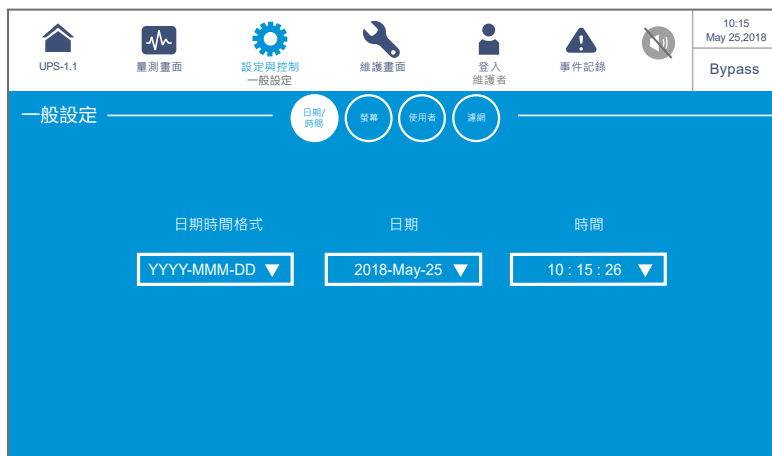 10:15
May 25,2018
UPS-1.1
量測畫面
設定與控制
一般設定
維護畫面
登入
維護者
事件記錄
Bypass
一般設定
日期/
時間
螢幕
使用者
濾網
日期時間格式
日期
時間
YYYY-MMM-DD
2018-May-25
10 : 15 : 26